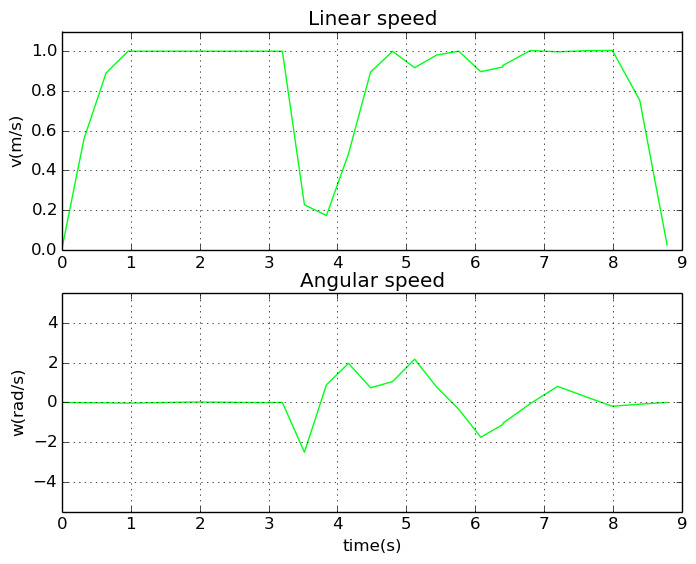 Linear speed
1.0
0.8
0.6
0.4
0.2
0.0
v(m/s)
0 1 2 3 4 5 6 7 8 9
Angular speed
4
2
0
−2
−4
w(rad/s)
0 1 2 3 4 5 6 7 8 9
time(s)